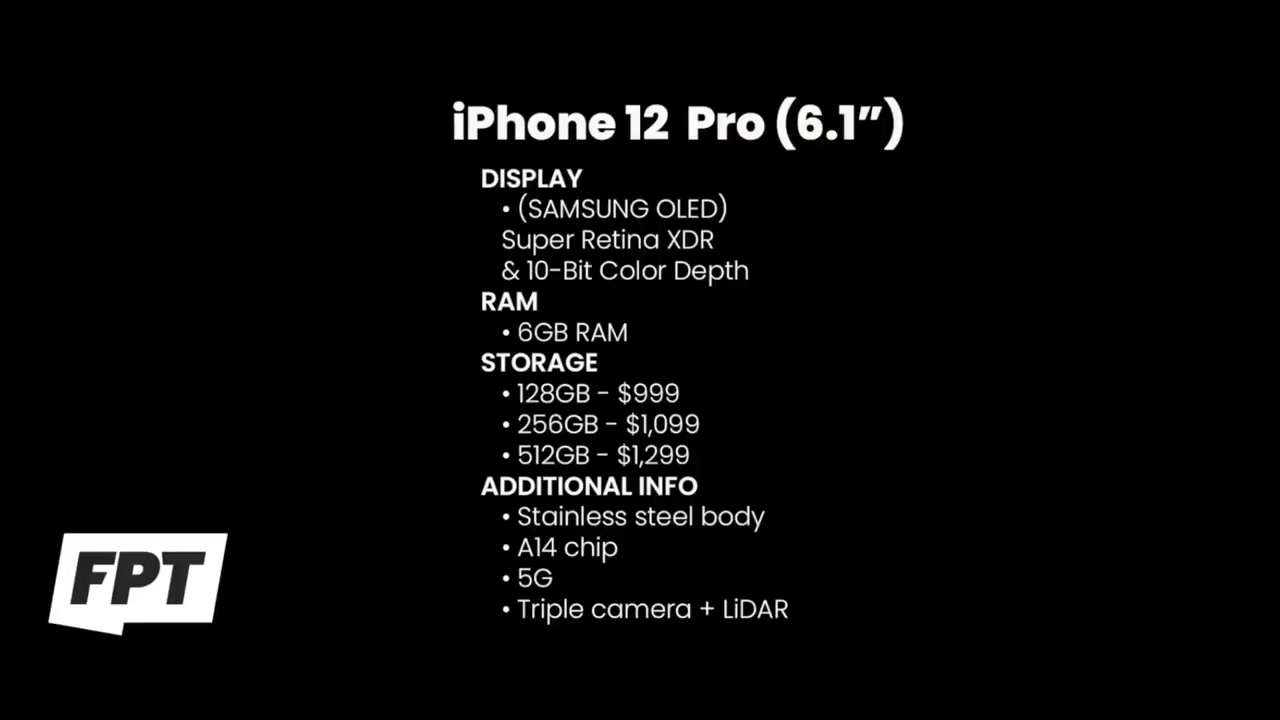 iPhone 12 Pro (6.1”)
DISPLAY
• (SAMSUNG OLED)
Super Retina XDR
& 10-Bit Color Depth
RAM
• 6GB RAM
STORAGE
• 128GB - $999
• 256GB - $1,099
• 512GB - $1,299
ADDITIONAL INFO
• Stainless steel body
• A14 chip
• 5G
• Triple camera + LiDAR
FPT